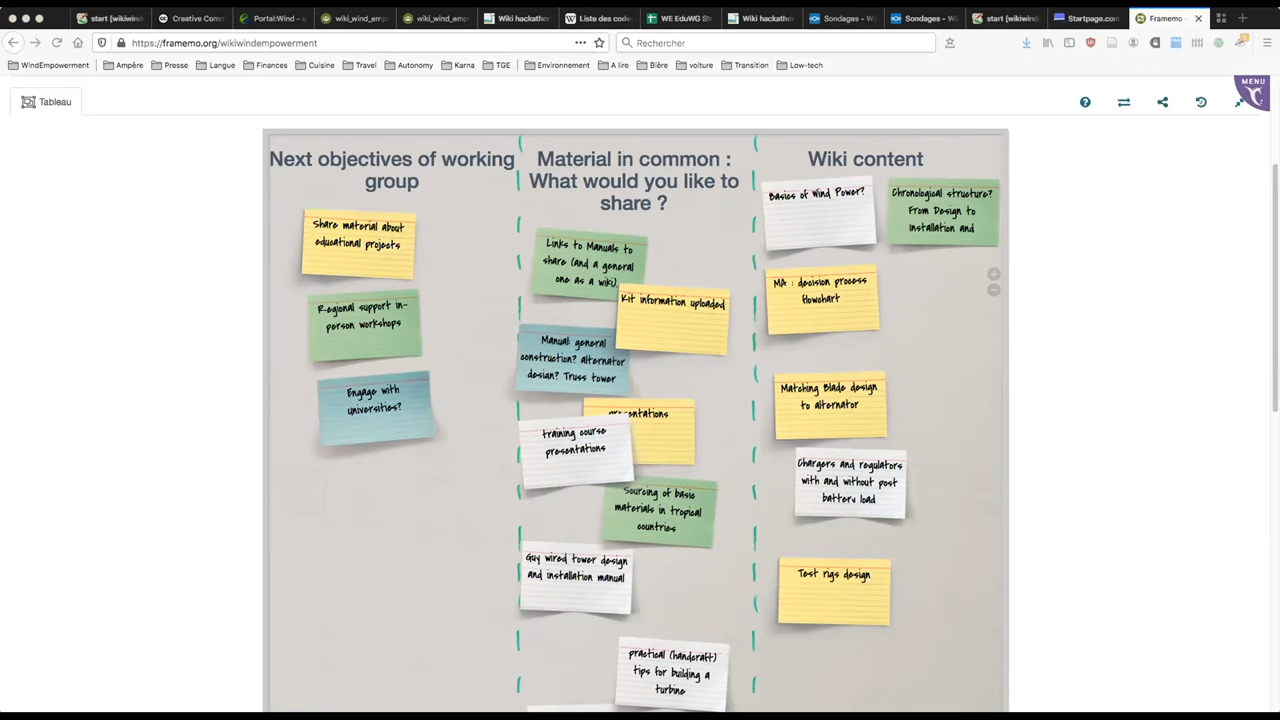 start [wikiwind
Creative Comm
Portal:Wind -
wiki_wind_emp
wiki_wind_emp
Wiki hackathon
Liste des codes
WE EduWG St
Wiki hackathor
Sondages - Wi
Sondages - Wi
start [wikiwind
Startpage.com
Framemo -
https://framemo.org/wikiwindempowerment
Rechercher
WindEmpowerment
Ampère
Presse
Langue
Finances
Cuisine
Travel
Autonomy
Karna
TGE
Environnement
A lire
Bière
voiture
Transition
Low-tech
MENU
Tableau
Next objectives of working
group
Share material about
educational projects
Regional support in-
person workshops
Engage with
universities?
Material in common :
What would you like to
share ?
Links to Manuals to
share (and a general
one as a wiki)
Kit information uploaded
Manual: general
construction? alternator
design? Truss tower
presentations
training course
presentations
Sourcing of basic
materials in tropical
countries
Guy wired tower design
and installation manual
practical (handcraft)
tips for building a
turbine
Wiki content
Basics of Wind Power?
Chronological structure?
From Design to
Installation and
MA : decision process
flowchart
Matching Blade design
to alternator
Chargers and regulators
with and without post
battery load
Test rigs design